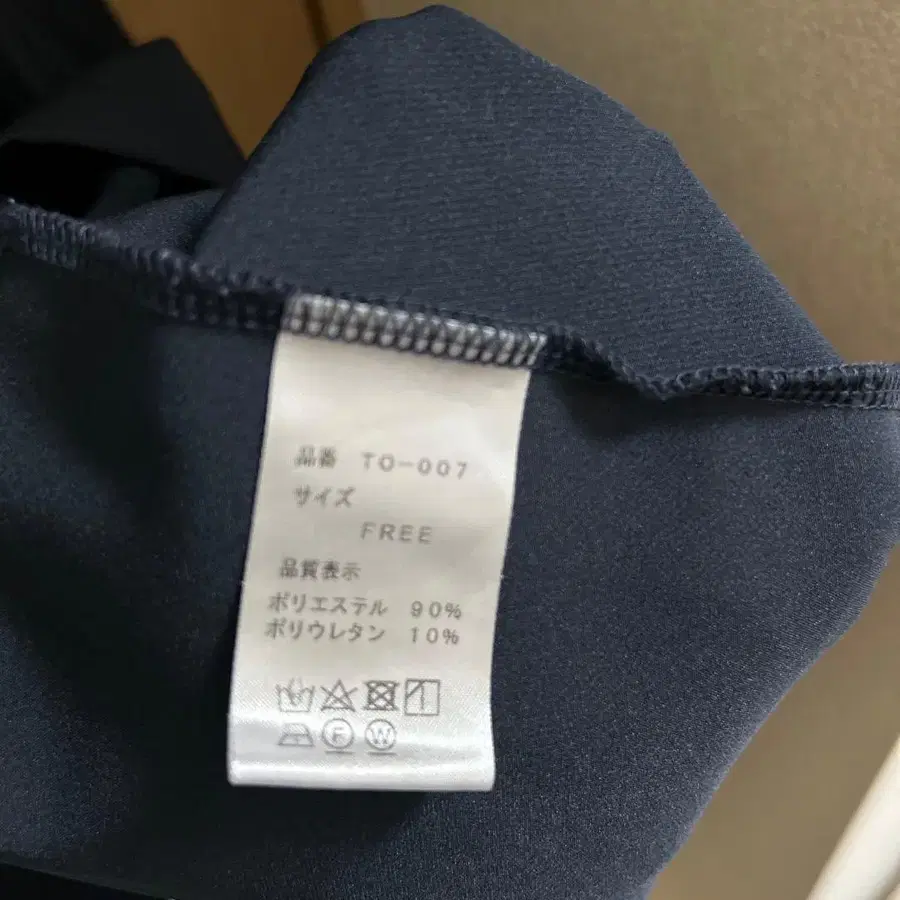 品番 TO-007
サイズ
FREE
品質表示
ポリエステル 90%
ポリウレタン 10%
F W